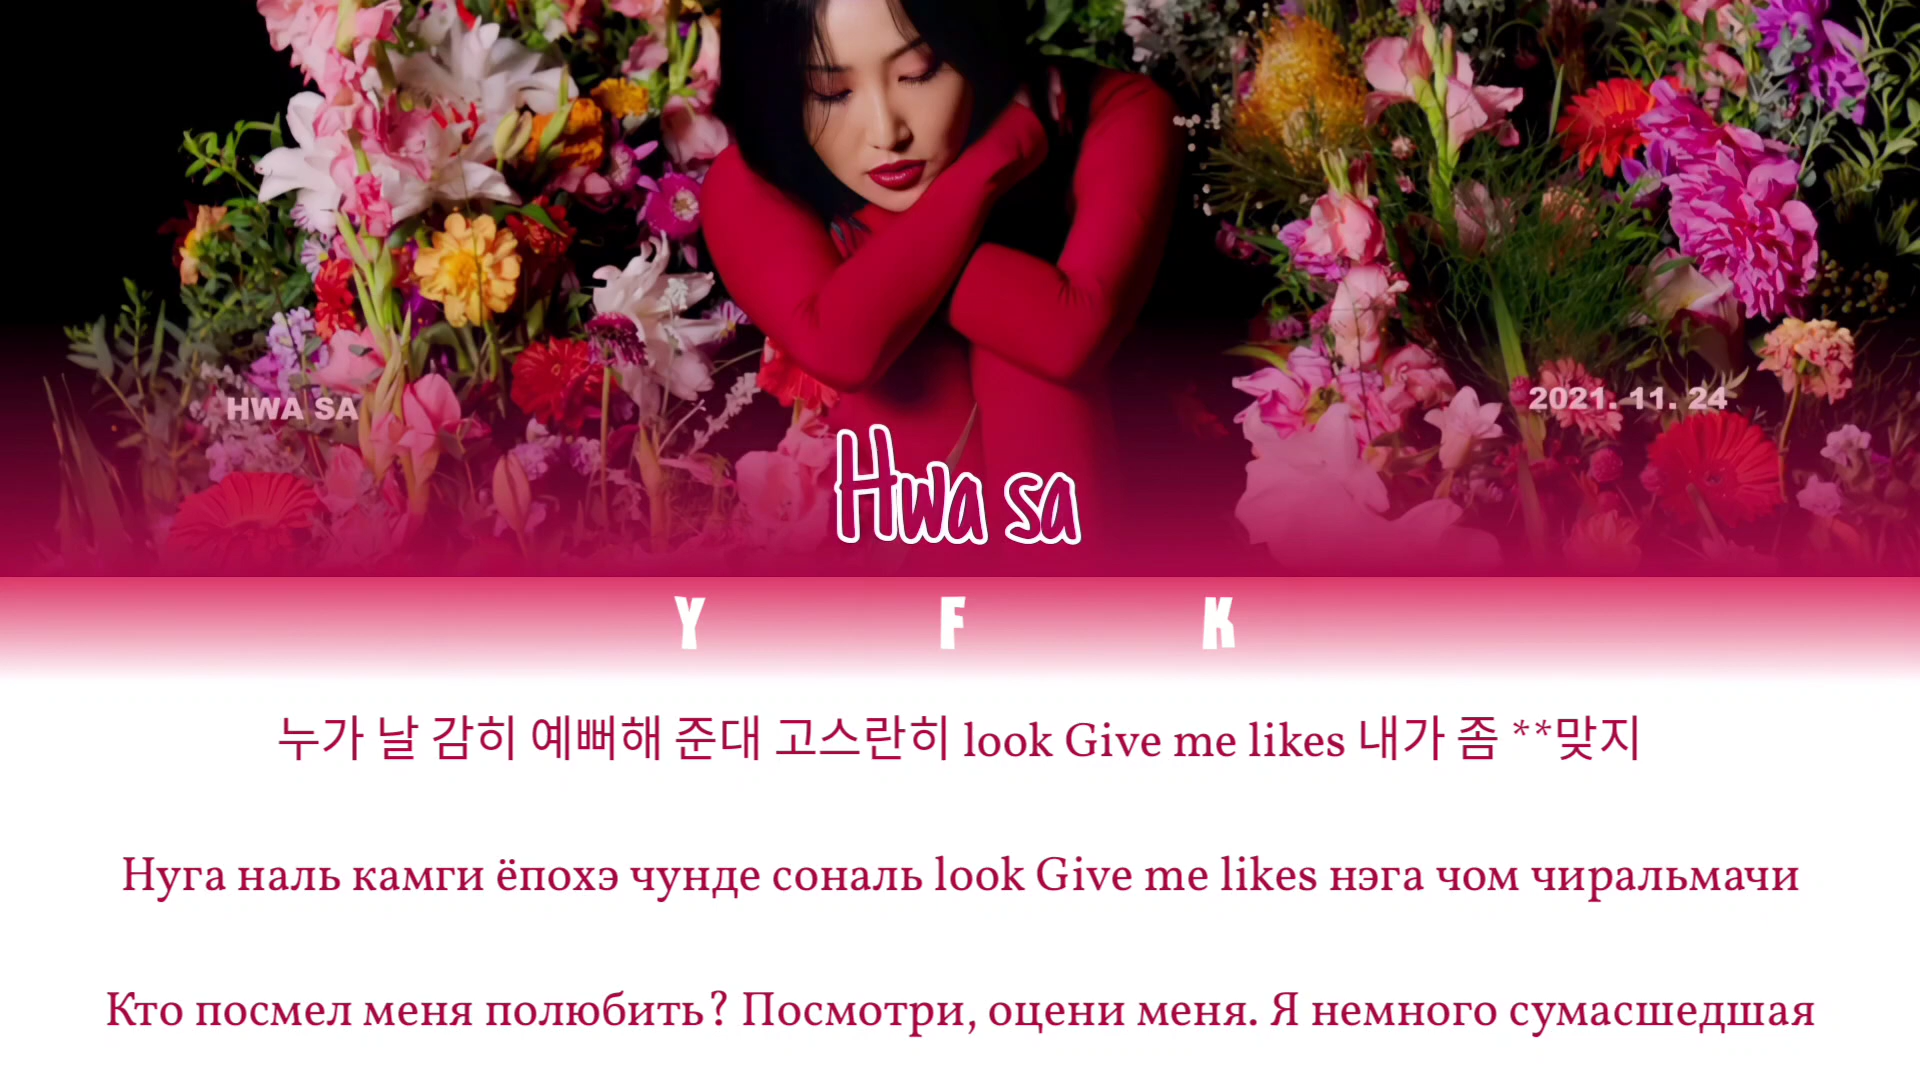 HWA SA
2021. 11. 24
Hwa sa
Y F K
누가 날 감히 예뻐해 준대 고스란히 look Give me likes 내가 좀 **맞지
Нуга наль камги ёпохэ чунде сональ look Give me likes нэга чом чиральмачи
Кто посмел меня полюбить? Посмотри, оцени меня. Я немного сумасшедшая